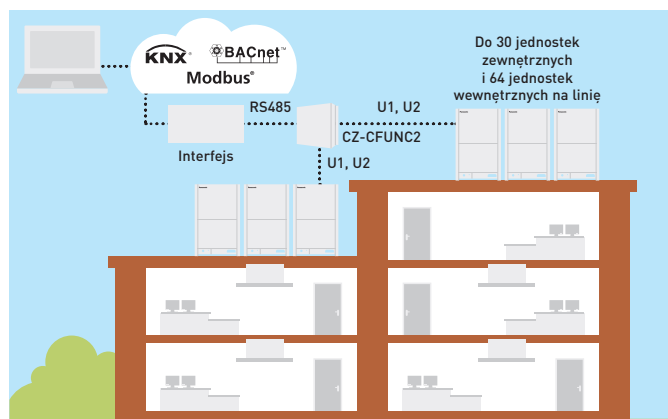 KNX®
BACnet™
Modbus®
Do 30 jednostek
zewnętrznych
i 64 jednostek
wewnętrznych na linię
RS485
U1, U2
CZ-CFUNC2
Interfejs
U1, U2